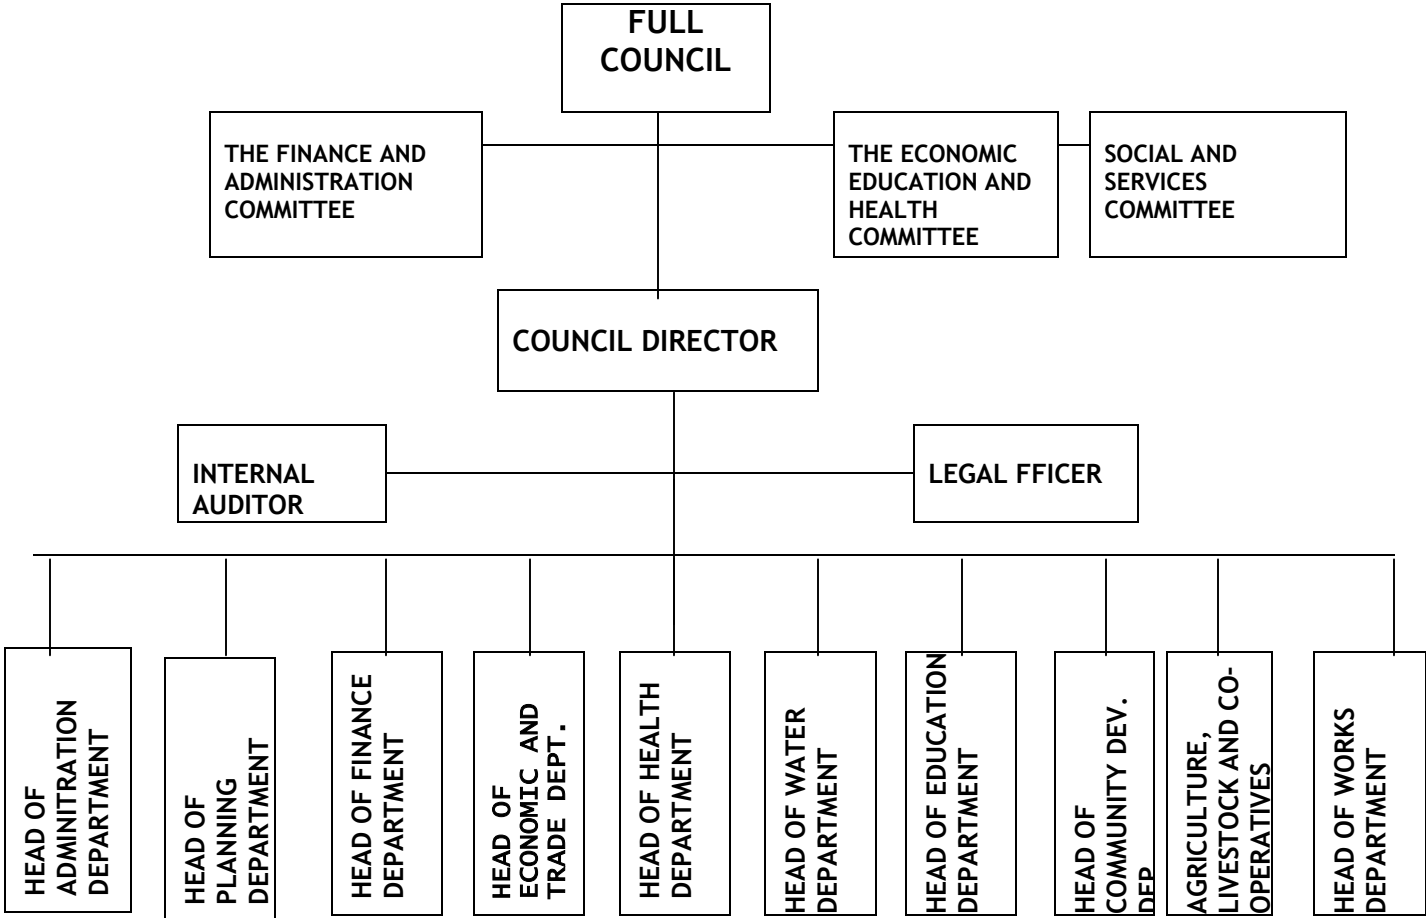 FULL
COUNCIL
THE FINANCE AND
ADMINISTRATION
COMMITTEE
THE ECONOMIC
EDUCATION AND
HEALTH
COMMITTEE
SOCIAL AND
SERVICES
COMMITTEE
COUNCIL DIRECTOR
INTERNAL
AUDITOR
LEGAL FFICER
HEAD OF
ADMINITRATION
DEPARTMENT
HEAD OF
PLANNING
DEPARTMENT
HEAD OF FINANCE
DEPARTMENT
HEAD OF
ECONOMIC AND
TRADE DEPT.
HEAD OF HEALTH
DEPARTMENT
HEAD OF WATER
DEPARTMENT
HEAD OF EDUCATION
DEPARTMENT
HEAD OF
COMMUNITY DEV.
DEP
AGRICULTURE,
LIVESTOCK AND CO-
OPERATIVES
HEAD OF WORKS
DEPARTMENT